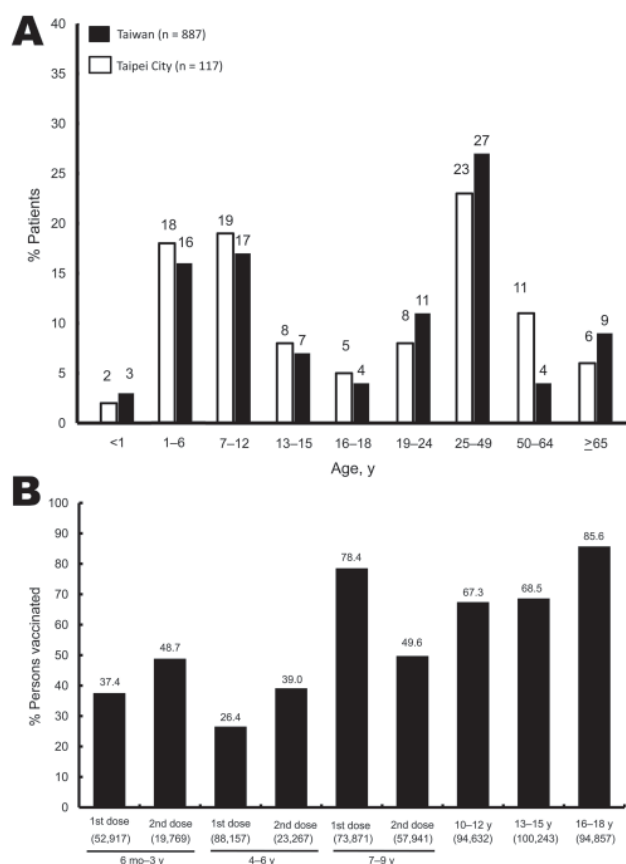 A
Taiwan (n = 887)
Taipei City (n = 117)
% Patients
40
35
30
25
20
15
10
5
0
2 3
18 16
19 17
8 7
5 4
8 11
23 27
11 4
6 9
<1 1–6 7–12 13–15 16–18 19–24 25–49 50–64 ≥65
Age, y
B
% Persons vaccinated
100
90
80
70
60
50
40
30
20
10
0
37.4 48.7 26.4 39.0 78.4 49.6 67.3 68.5 85.6
1st dose 2nd dose 1st dose 2nd dose 1st dose 2nd dose 10–12 y 13–15 y 16–18 y
(52,917) (19,769) (88,157) (23,267) (73,871) (57,941) (94,632) (100,243) (94,857)
6 mo–3 y 4–6 y 7–9 y